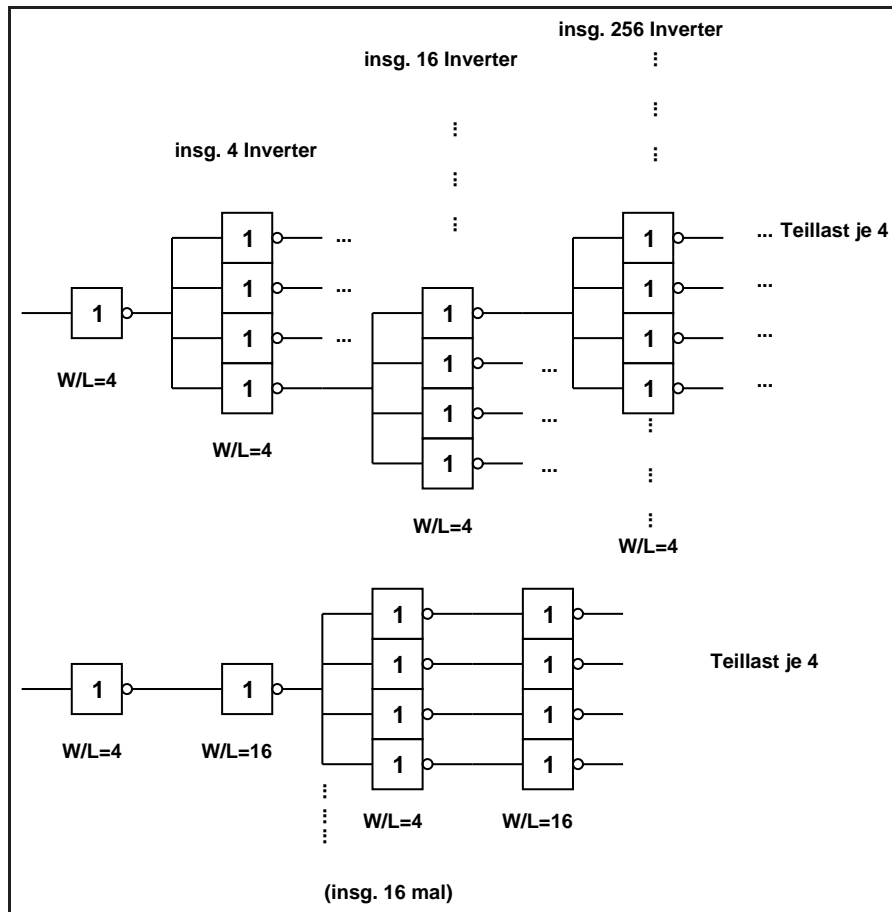 insg. 256 Inverter
insg. 16 Inverter
insg. 4 Inverter
1
... Teillast je 4
1
...
1
...
1
1
...
1
1
...
1
...
1
1
...
W/L=4
1
...
W/L=4
1
...
W/L=4
W/L=4
1
1
1
1
Teillast je 4
1
1
1
1
W/L=4
W/L=16
1
1
W/L=4
W/L=16
(insg. 16 mal)